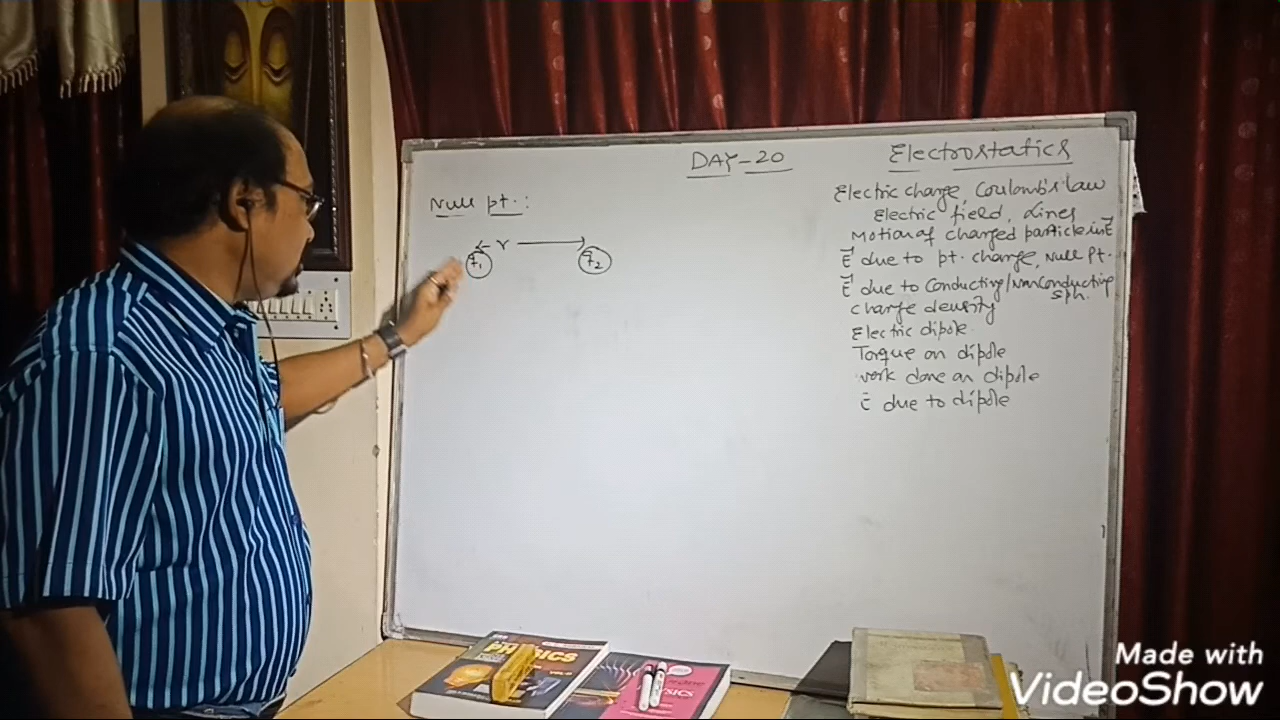 DAY-20
Electrostatics
Null pt.:
r
q1 q2
Electric charge, Coulomb's law
Electric field, Lines
Motion of charged particle in E⃗
E⃗ due to pt. charge, Null Pt.
E⃗ due to Conducting/NonConducting
sph.
charge density
Electric dipole
Torque on dipole
work done on dipole
E⃗ due to dipole
PHYSICS
PHYSICS
Made with
VideoShow